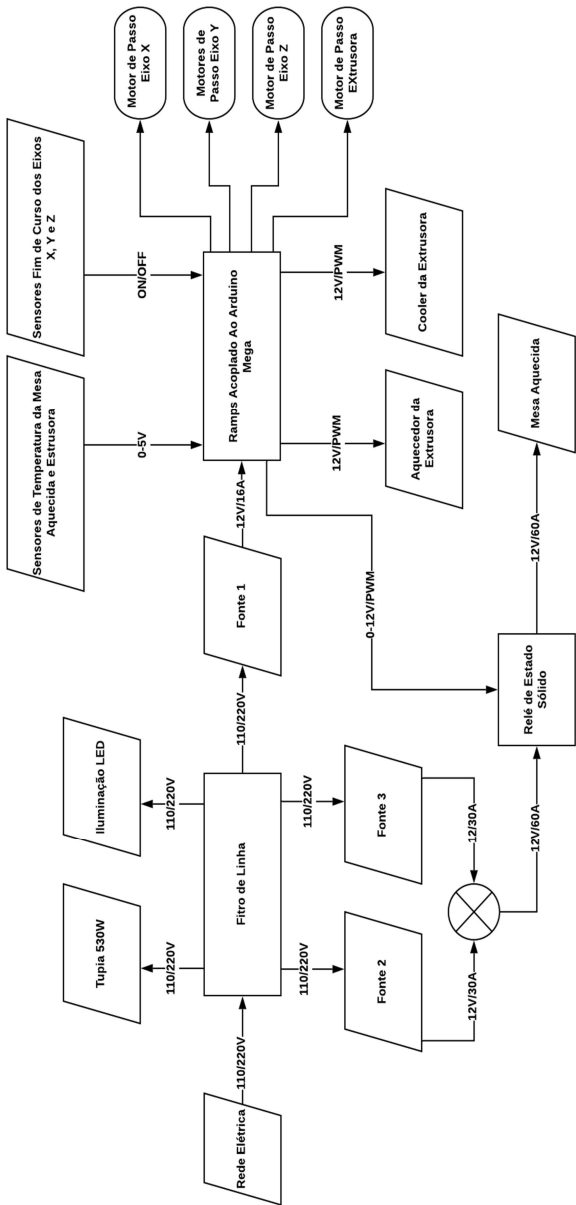 Motor de Passo
Eixo X
Motores de
Passo Eixo Y
Motor de Passo
Eixo Z
Motor de Passo
EXtrusora
Sensores Fim de Curso dos Eixos
X, Y e Z
Sensores de Temperatura da Mesa
Aquecida e Estrusora
ON/OFF
0-5V
Ramps Acoplado Ao Arduino
Mega
12V/PWM
Cooler da Extrusora
12V/PWM
Aquecedor da
Extrusora
12V/16A
Fonte 1
0-12V/PWM
Mesa Aquecida
12V/60A
Relé de Estado
Sólido
110/220V
Iluminação LED
110/220V
Tupia 530W
110/220V
Fitro de Linha
110/220V
Fonte 3
110/220V
Fonte 2
12/30A
12V/30A
12V/60A
110/220V
Rede Elétrica